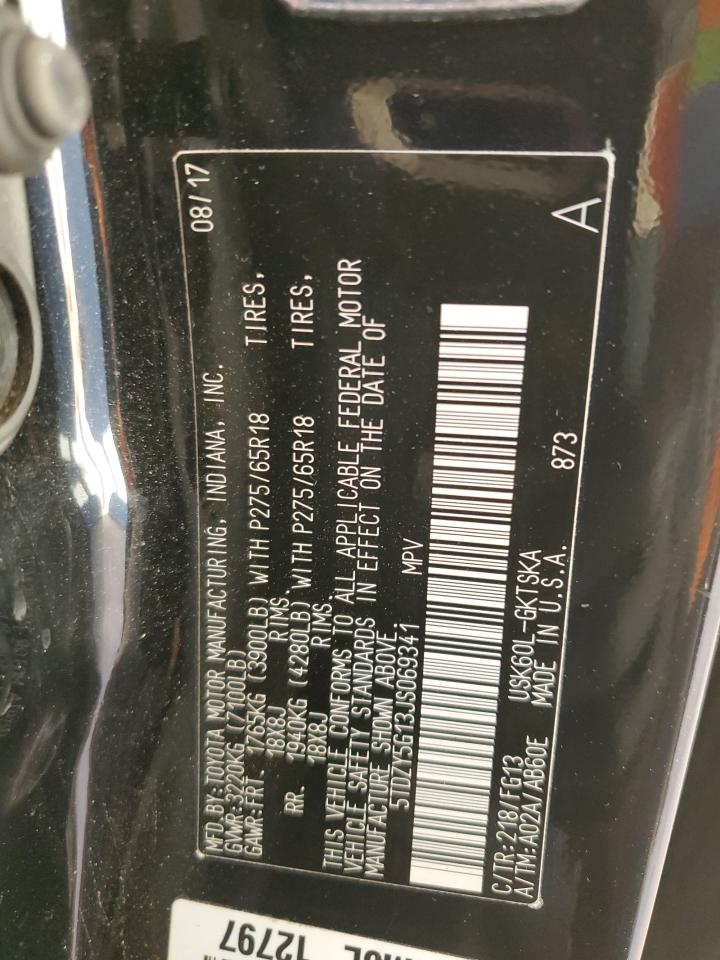 MFD.BY:TOYOTA MOTOR MANUFACTURING, INDIANA, INC. 08/17
GVWR:3220KG (7100LB)
GAWR:FRT. 1765KG (3900LB) WITH P275/65R18 TIRES,
18X8J RIMS,
RR. 1940KG (4280LB) WITH P275/65R18 TIRES,
18X8J RIMS.
THIS VEHICLE CONFORMS TO ALL APPLICABLE FEDERAL MOTOR
VEHICLE SAFETY STANDARDS IN EFFECT ON THE DATE OF
MANUFACTURE SHOWN ABOVE.
5TDZY5G13JS069341 MPV
C/TR:218/FG13 USK60L-GKTSKA 873
A/TM:A02A/AB60E MADE IN U.S.A. A
12797